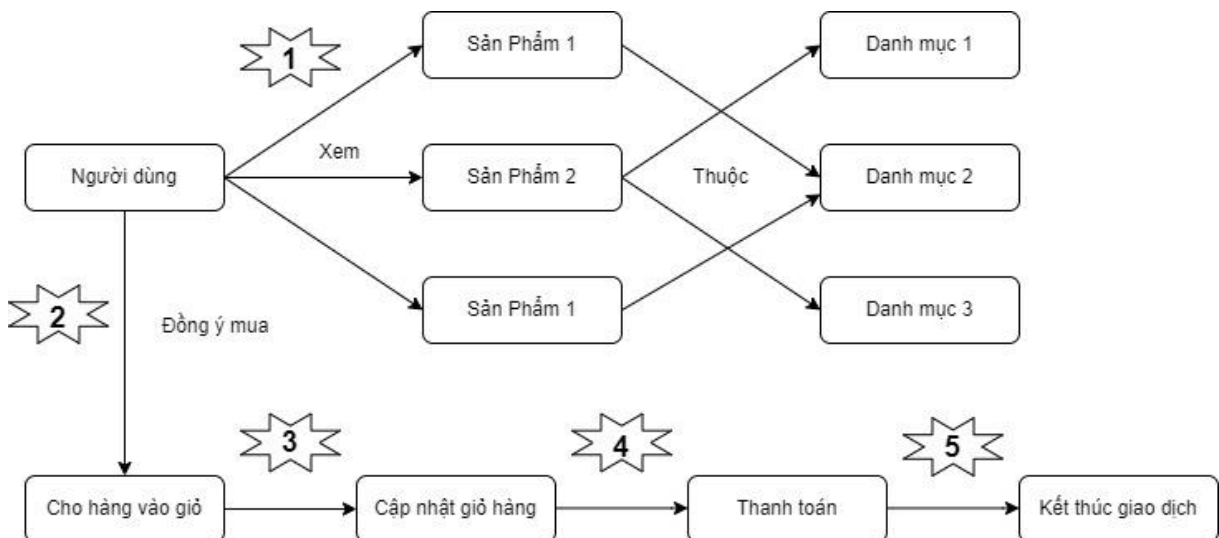 1
Sản Phẩm 1
Danh mục 1
Người dùng
Xem
Sản Phẩm 2
Thuộc
Danh mục 2
2
Đồng ý mua
Sản Phẩm 1
Danh mục 3
3
4
5
Cho hàng vào giỏ
Cập nhật giỏ hàng
Thanh toán
Kết thúc giao dịch